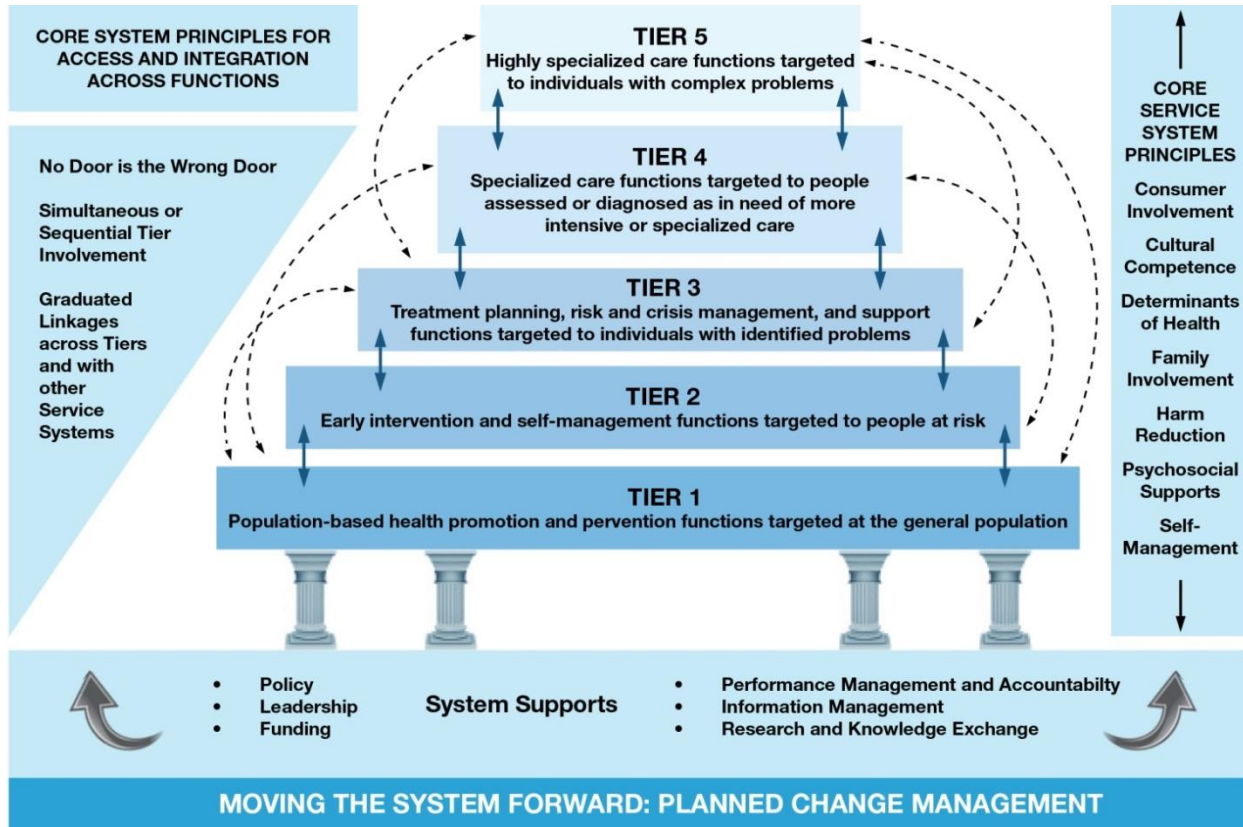 CORE SYSTEM PRINCIPLES FOR
ACCESS AND INTEGRATION
ACROSS FUNCTIONS
No Door is the Wrong Door
Simultaneous or
Sequential Tier
Involvement
Graduated
Linkages
across Tiers
and with
other
Service
Systems
TIER 5
Highly specialized care functions targeted
to individuals with complex problems
TIER 4
Specialized care functions targeted to people
assessed or diagnosed as in need of more
intensive or specialized care
TIER 3
Treatment planning, risk and crisis management, and support
functions targeted to individuals with identified problems
TIER 2
Early intervention and self-management functions targeted to people at risk
TIER 1
Population-based health promotion and pervention functions targeted at the general population
CORE
SERVICE
SYSTEM
PRINCIPLES
Consumer
Involvement
Cultural
Competence
Determinants
of Health
Family
Involvement
Harm
Reduction
Psychosocial
Supports
Self-
Management
• Policy
• Leadership
• Funding
System Supports
• Performance Management and Accountabilty
• Information Management
• Research and Knowledge Exchange
MOVING THE SYSTEM FORWARD: PLANNED CHANGE MANAGEMENT